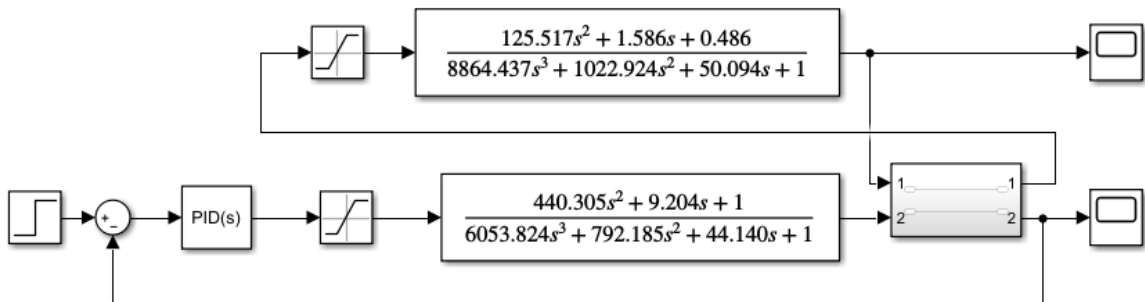 125.517s² + 1.586s + 0.486
8864.437s³ + 1022.924s² + 50.094s + 1
+
−
PID(s)
440.305s² + 9.204s + 1
6053.824s³ + 792.185s² + 44.140s + 1
1 1
2 2